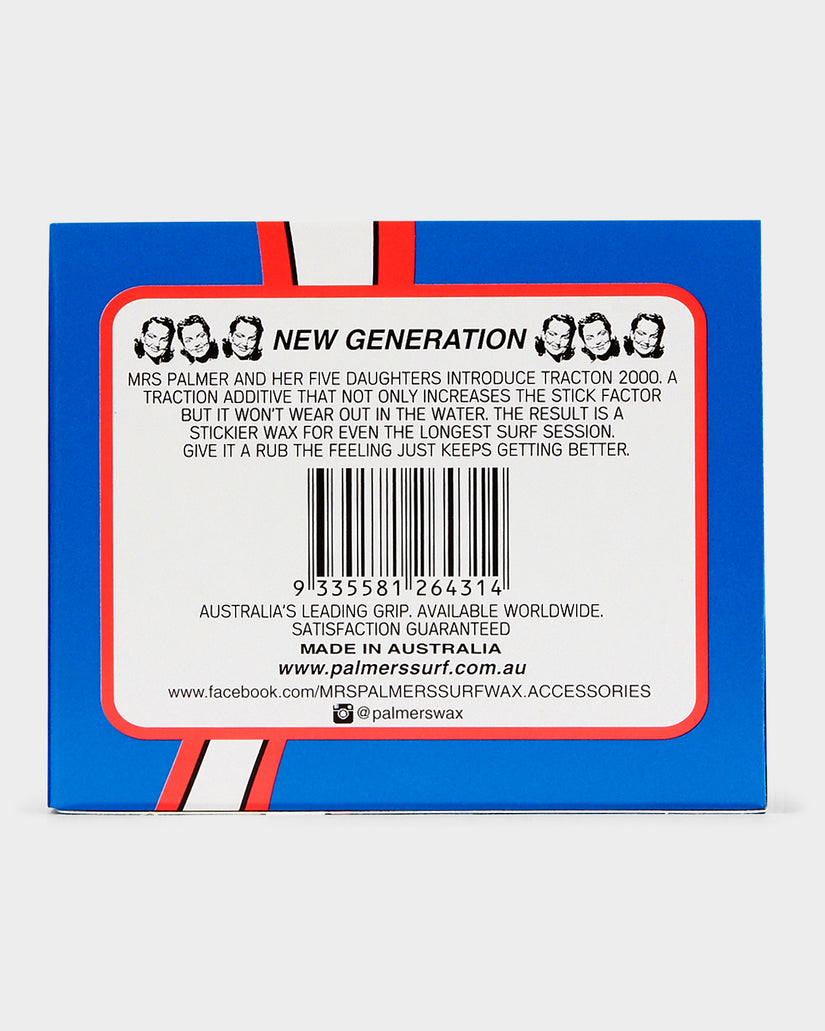 NEW GENERATION
MRS PALMER AND HER FIVE DAUGHTERS INTRODUCE TRACTON 2000. A
TRACTION ADDITIVE THAT NOT ONLY INCREASES THE STICK FACTOR
BUT IT WON'T WEAR OUT IN THE WATER. THE RESULT IS A
STICKIER WAX FOR EVEN THE LONGEST SURF SESSION.
GIVE IT A RUB THE FEELING JUST KEEPS GETTING BETTER.
9 335581 264314
AUSTRALIA'S LEADING GRIP. AVAILABLE WORLDWIDE.
SATISFACTION GUARANTEED
MADE IN AUSTRALIA
www.palmerssurf.com.au
www.facebook.com/MRSPALMERSSURFWAX.ACCESSORIES
@palmerswax